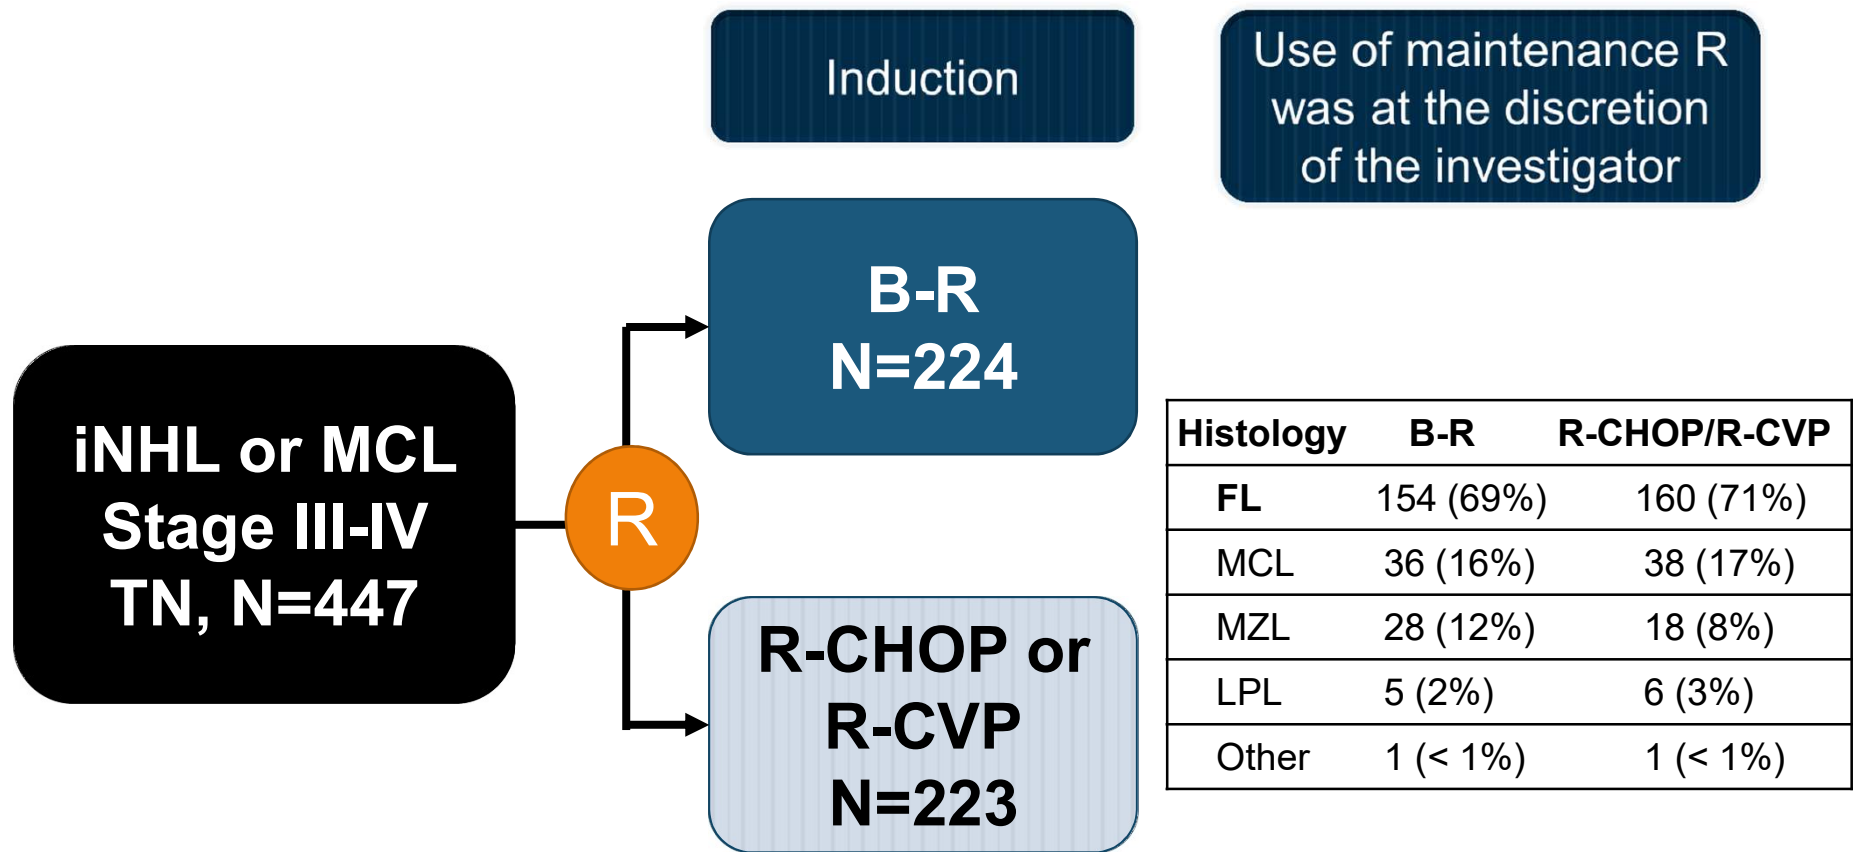 Induction
Use of maintenance R
was at the discretion
of the investigator
B-R
N=224
iNHL or MCL
Stage III-IV
TN, N=447
R
R-CHOP or
R-CVP
N=223
Histology B-R R-CHOP/R-CVP
FL 154 (69%) 160 (71%)
MCL 36 (16%) 38 (17%)
MZL 28 (12%) 18 (8%)
LPL 5 (2%) 6 (3%)
Other 1 (< 1%) 1 (< 1%)